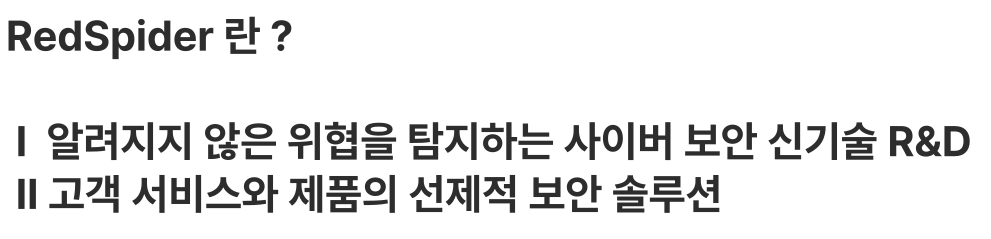 RedSpider 란 ?
I 알려지지 않은 위협을 탐지하는 사이버 보안 신기술 R&D
II 고객 서비스와 제품의 선제적 보안 솔루션